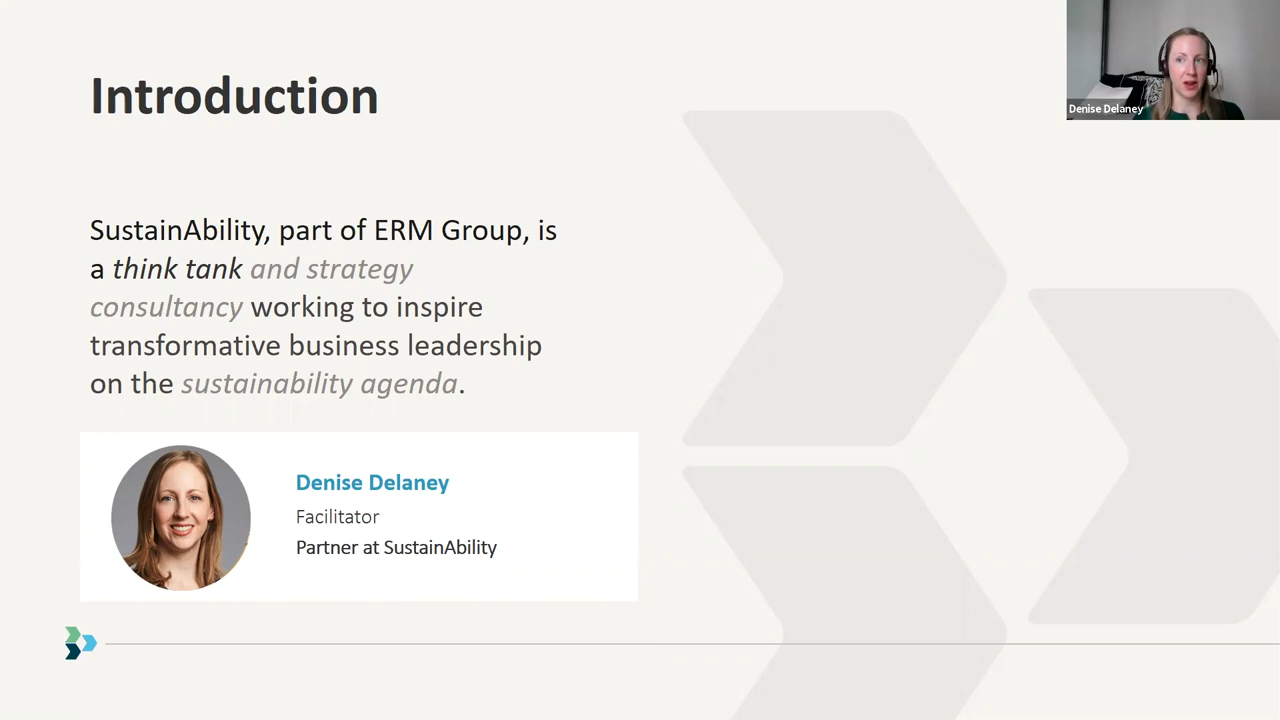 Introduction
Denise Delaney
SustainAbility, part of ERM Group, is
a think tank and strategy
consultancy working to inspire
transformative business leadership
on the sustainability agenda.
Denise Delaney
Facilitator
Partner at SustainAbility